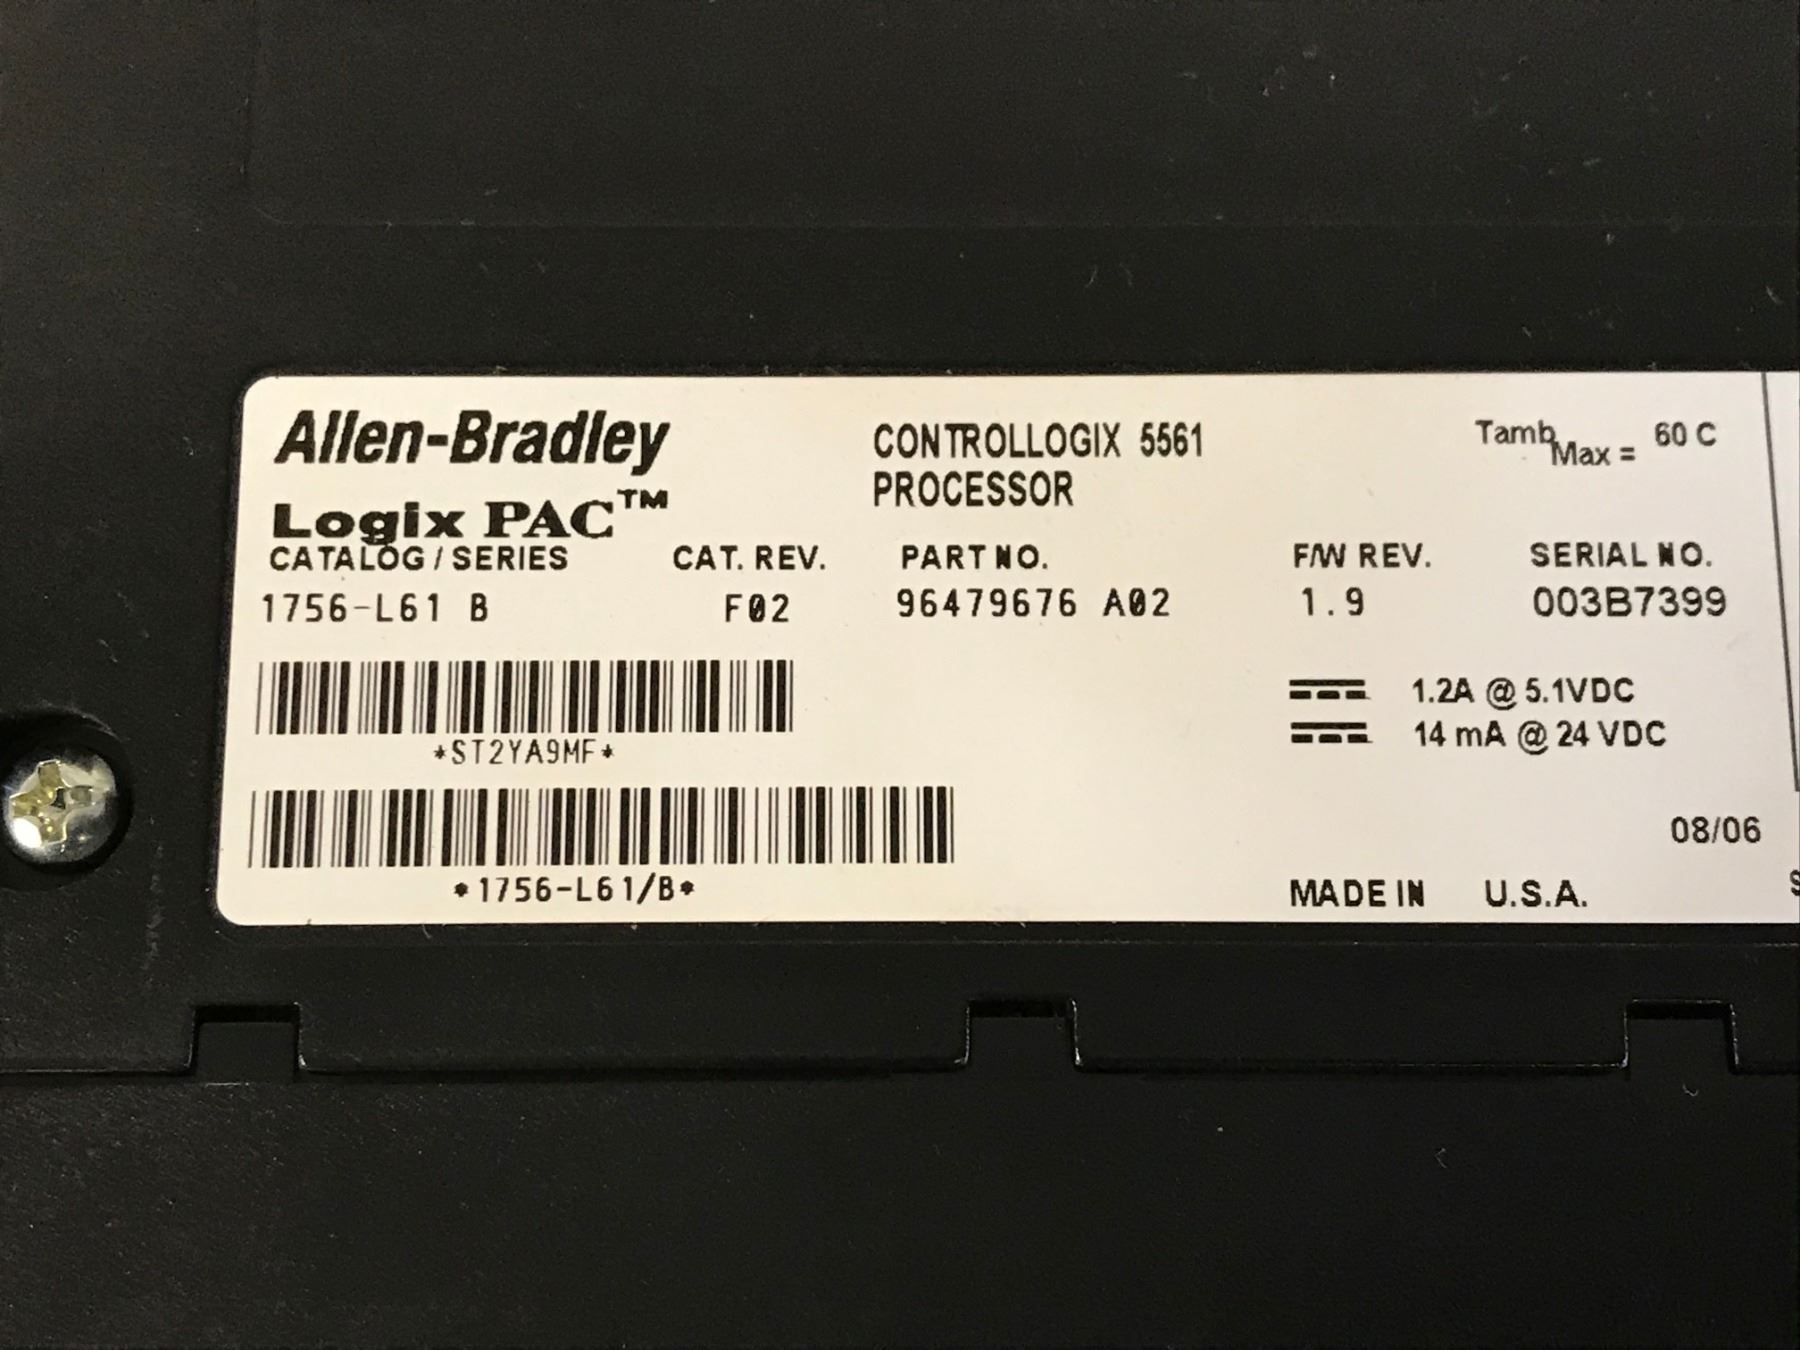 Allen-Bradley
Logix PAC™
CONTROLLOGIX 5561
PROCESSOR
Tamb Max = 60 C
CATALOG / SERIES CAT. REV. PART NO. F/W REV. SERIAL NO.
1756-L61 B F02 96479676 A02 1.9 003B7399
1.2A @ 5.1VDC
*ST2YA9MF*
14 mA @ 24 VDC
08/06
*1756-L61/B*
MADE IN U.S.A.